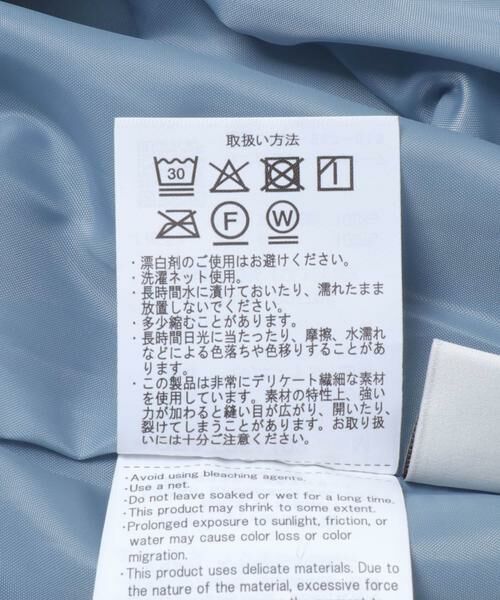 取扱い方法
30
F W
・漂白剤のご使用はお避けください。
・洗濯ネット使用。
・長時間水に漬けておいたり、濡れたまま
放置しないでください。
・多少縮むことがあります。
・長時間日光に当たったり、摩擦、水濡れ
などによる色落ちや色移りすることがあ
ります。
・この製品は非常にデリケート繊細な素材
を使用しています。素材の特性上、強い
力が加わると縫い目が広がり、開いたり、
裂けてしまうことがあります。お取り扱
いには十分ご注意ください。
・Avoid using bleaching agents.
・Use a net.
・Do not leave soaked or wet for a long time.
・This product may shrink to some extent.
・Prolonged exposure to sunlight, friction, or
water may cause color loss or color
migration.
・This product uses delicate materials. Due to
the nature of the material, excessive force